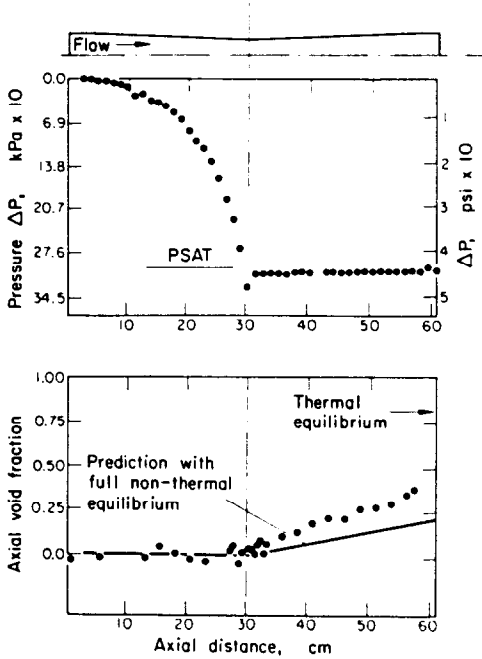 Flow
Pressure ΔP, kPa x 10
0.0
6.9
13.8
20.7
27.6
34.5
PSAT
1
2
3
4
5
ΔP, psi x 10
10
20
30
40
50
60
Axial void fraction
1.00
0.75
0.50
0.25
0.00
Thermal
equilibrium
Prediction with
full non-thermal
equilibrium
0
10
20
30
40
50
60
Axial distance, cm